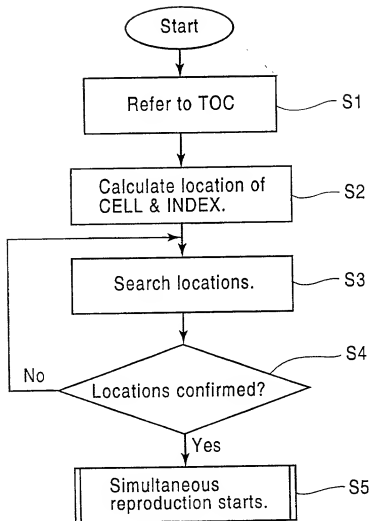 Start
Refer to TOC
S1
Calculate location of
CELL & INDEX.
S2
Search locations.
S3
No
Locations confirmed?
S4
Yes
Simultaneous
reproduction starts.
S5